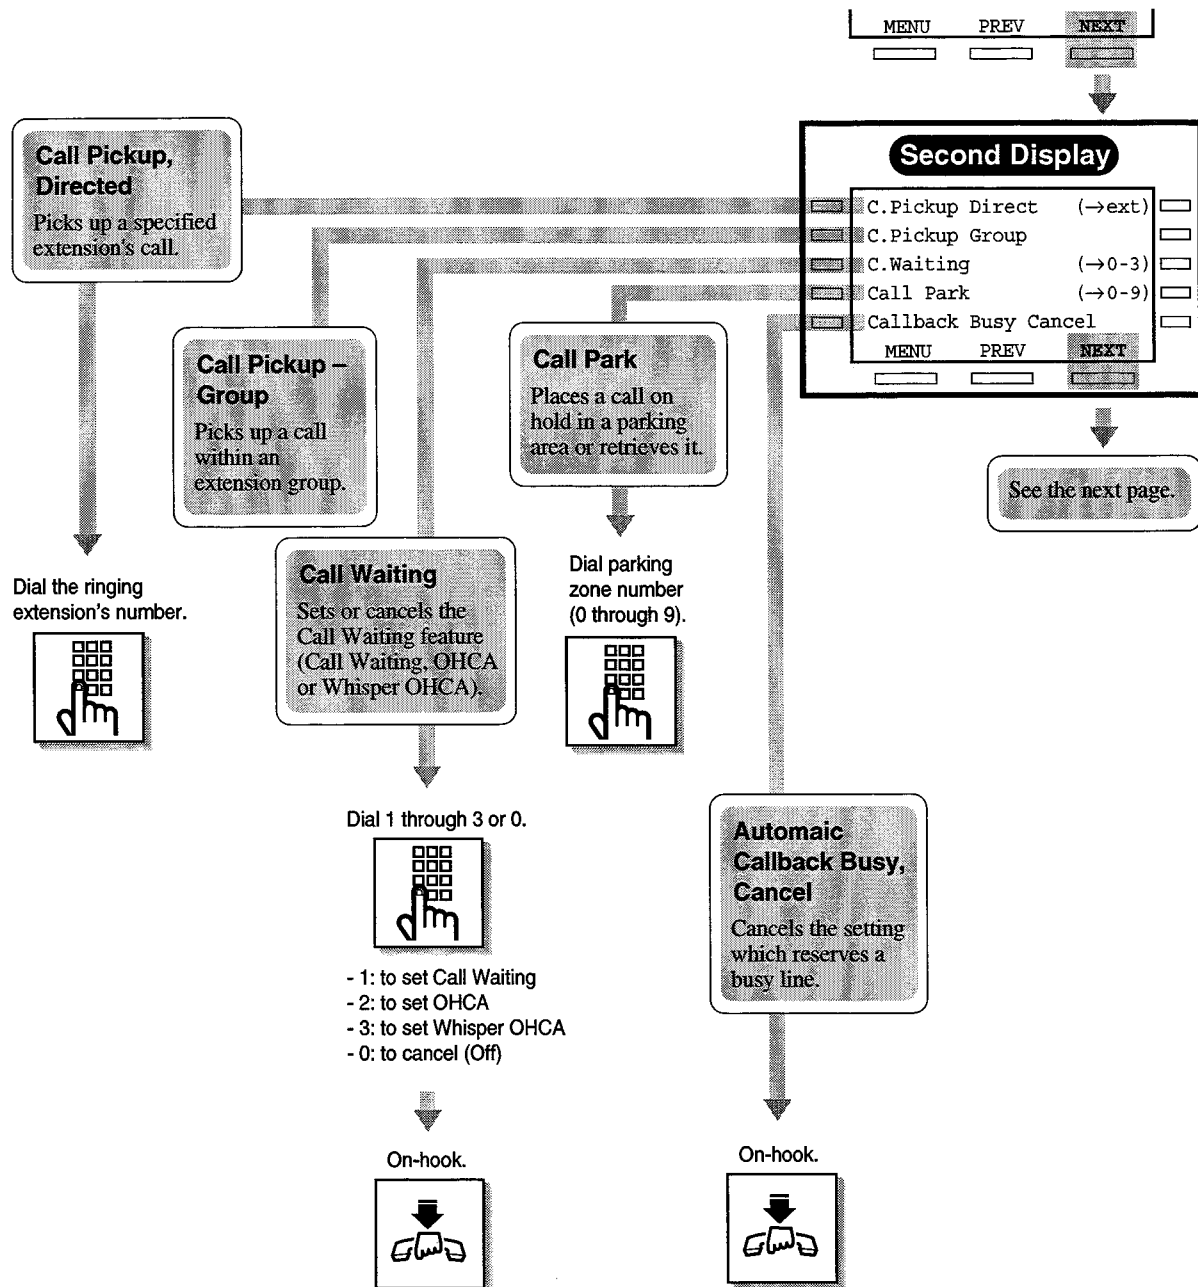 MENU PREV NEXT
Second Display
C.Pickup Direct (→ext)
C.Pickup Group
C.Waiting (→0-3)
Call Park (→0-9)
Callback Busy Cancel
MENU PREV NEXT
See the next page.
Call Pickup,
Directed
Picks up a specified
extension's call.
Dial the ringing
extension's number.
Call Pickup –
Group
Picks up a call
within an
extension group.
Call Waiting
Sets or cancels the
Call Waiting feature
(Call Waiting, OHCA
or Whisper OHCA).
Dial 1 through 3 or 0.
- 1: to set Call Waiting
- 2: to set OHCA
- 3: to set Whisper OHCA
- 0: to cancel (Off)
On-hook.
Call Park
Places a call on
hold in a parking
area or retrieves it.
Dial parking
zone number
(0 through 9).
Automaic
Callback Busy,
Cancel
Cancels the setting
which reserves a
busy line.
On-hook.